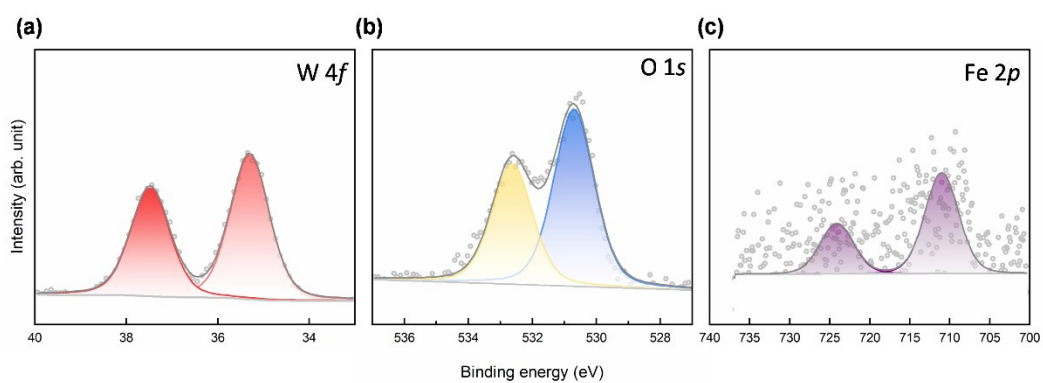 (a)
(b)
(c)
W 4f
O 1s
Fe 2p
Intensity (arb. unit)
40 38 36 34
536 534 532 530 528
740 735 730 725 720 715 710 705 700
Binding energy (eV)